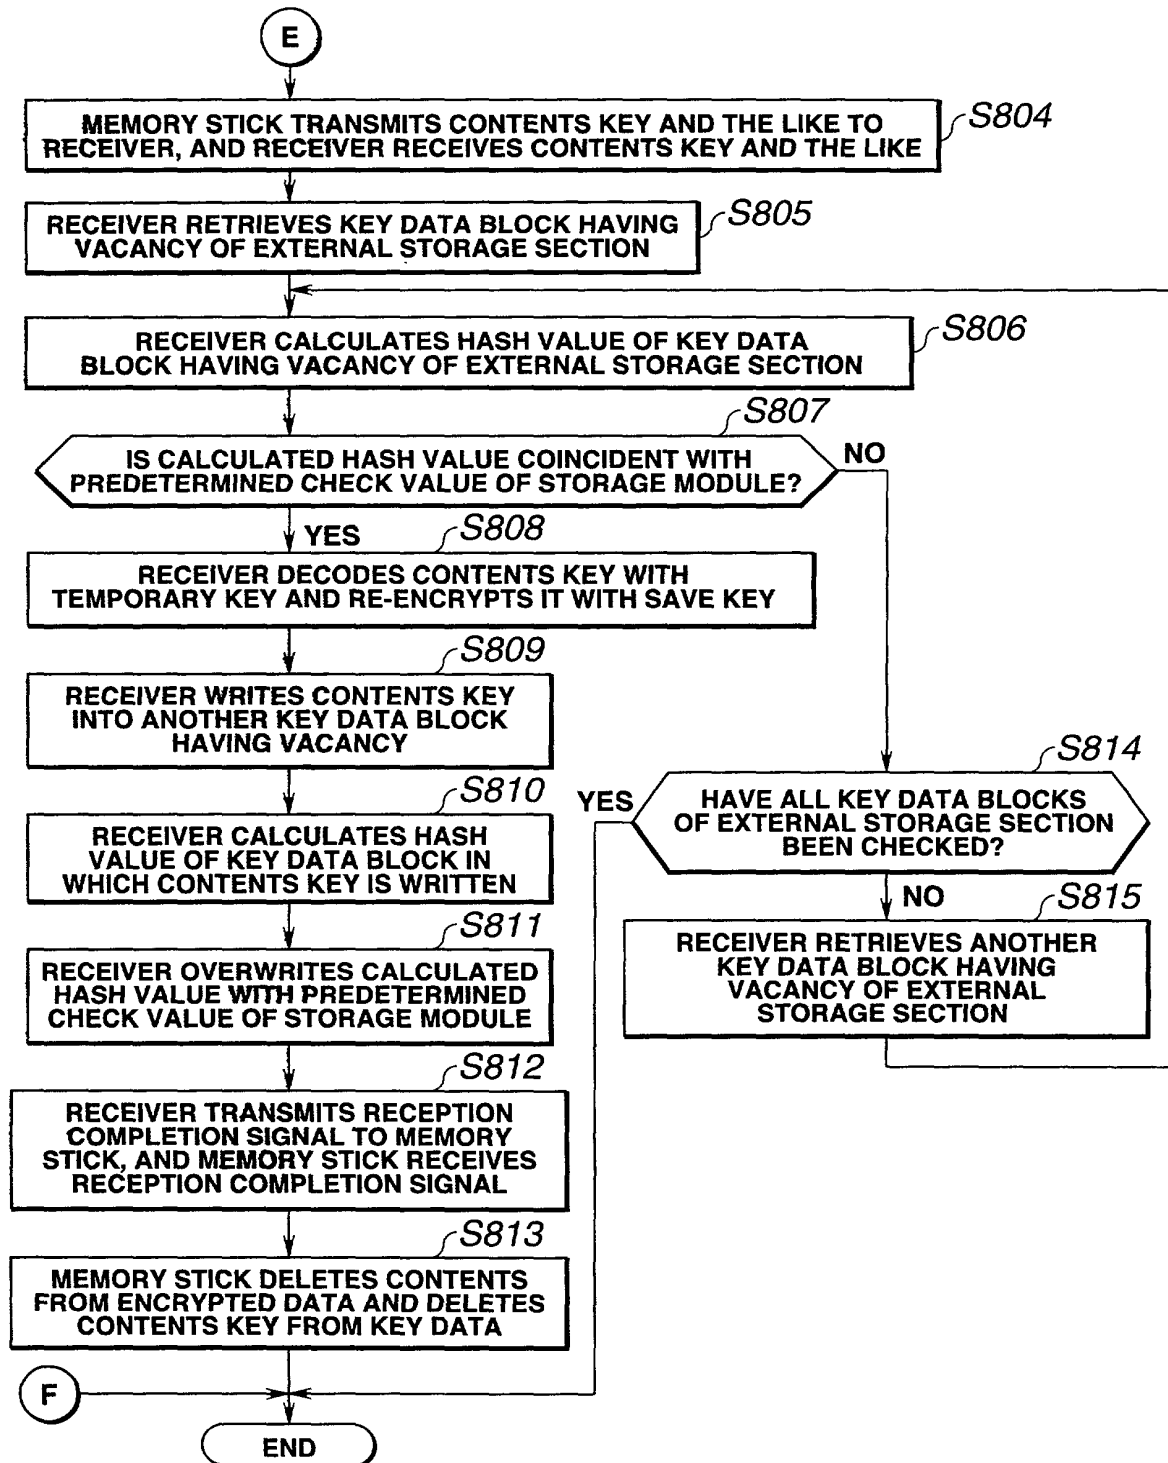 E
MEMORY STICK TRANSMITS CONTENTS KEY AND THE LIKE TO
RECEIVER, AND RECEIVER RECEIVES CONTENTS KEY AND THE LIKE
S804
RECEIVER RETRIEVES KEY DATA BLOCK HAVING
VACANCY OF EXTERNAL STORAGE SECTION
S805
RECEIVER CALCULATES HASH VALUE OF KEY DATA
BLOCK HAVING VACANCY OF EXTERNAL STORAGE SECTION
S806
S807
IS CALCULATED HASH VALUE COINCIDENT WITH
PREDETERMINED CHECK VALUE OF STORAGE MODULE?
NO
YES
S808
RECEIVER DECODES CONTENTS KEY WITH
TEMPORARY KEY AND RE-ENCRYPTS IT WITH SAVE KEY
S809
RECEIVER WRITES CONTENTS KEY
INTO ANOTHER KEY DATA BLOCK
HAVING VACANCY
S810
RECEIVER CALCULATES HASH
VALUE OF KEY DATA BLOCK IN
WHICH CONTENTS KEY IS WRITTEN
S811
RECEIVER OVERWRITES CALCULATED
HASH VALUE WITH PREDETERMINED
CHECK VALUE OF STORAGE MODULE
S812
RECEIVER TRANSMITS RECEPTION
COMPLETION SIGNAL TO MEMORY
STICK, AND MEMORY STICK RECEIVES
RECEPTION COMPLETION SIGNAL
S813
MEMORY STICK DELETES CONTENTS
FROM ENCRYPTED DATA AND DELETES
CONTENTS KEY FROM KEY DATA
S814
YES
HAVE ALL KEY DATA BLOCKS
OF EXTERNAL STORAGE SECTION
BEEN CHECKED?
NO
S815
RECEIVER RETRIEVES ANOTHER
KEY DATA BLOCK HAVING
VACANCY OF EXTERNAL
STORAGE SECTION
F
END